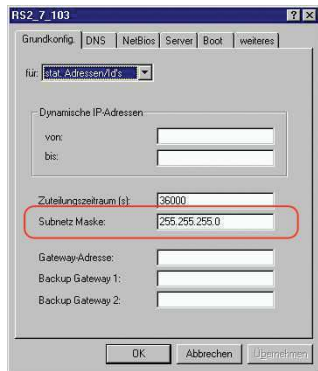 RS2_7_103
Grundkonfig. DNS NetBios Server Boot weiteres
für: stat. Adressen/Id's
Dynamische IP-Adressen
von:
bis:
Zuteilungszeitraum (s): 36000
Subnetz Maske: 255.255.255.0
Gateway-Adresse:
Backup Gateway 1:
Backup Gateway 2:
OK Abbrechen Übernehmen